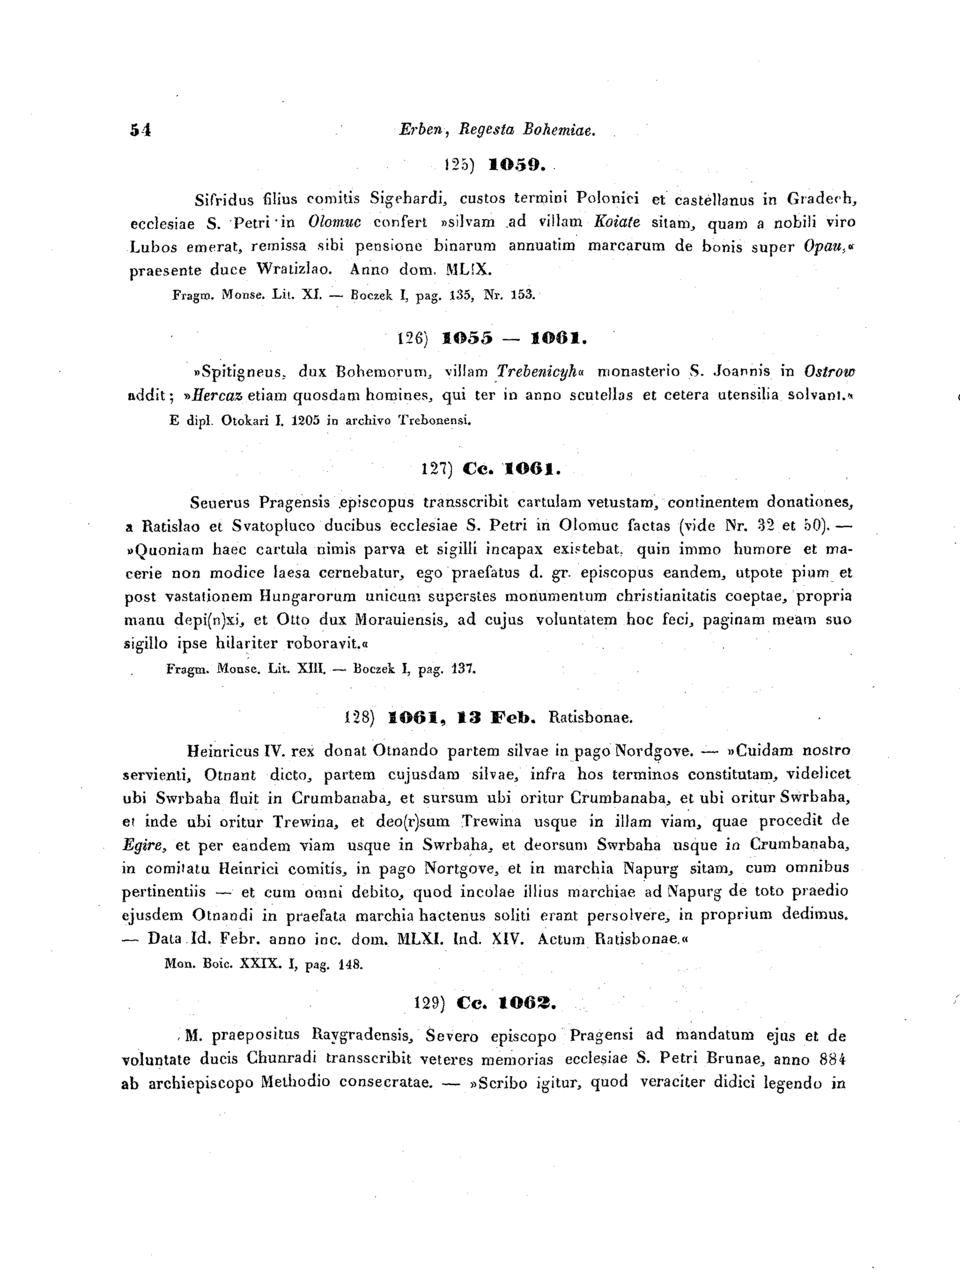 54 Erben, Regesta Bohemiae.
125) 1059.
Sifridus filius comitis Sigehardi, custos termini Polonici et castellanus in Gradech,
ecclesiae S. Petri in Olomuc confert »silvam ad villam Koiate sitam, quam a nobili viro
Lubos emerat, remissa sibi pensione binarum annuatim marcarum de bonis super Opau,«
praesente duce Wratizlao. Anno dom. MLIX.
Fragm. Monse. Lit. XI. — Boczek I, pag. 135, Nr. 153.
126) 1055 — 1061.
»Spitigneus, dux Bohemorum, villam Trebenicyh« monasterio S. Joannis in Ostrow
addit; »Hercaz etiam quosdam homines, qui ter in anno scutellas et cetera utensilia solvant.«
E dipl. Otokari I. 1205 in archivo Trebonensi.
127) Cc. 1061.
Seuerus Pragensis episcopus transscribit cartulam vetustam, continentem donationes,
a Ratislao et Svatopluco ducibus ecclesiae S. Petri in Olomuc factas (vide Nr. 32 et 50). —
»Quoniam haec cartula nimis parva et sigilli incapax existebat, quin immo humore et ma-
cerie non modice laesa cernebatur, ego praefatus d. gr. episcopus eandem, utpote pium et
post vastationem Hungarorum unicum superstes monumentum christianitatis coeptae, propria
manu depi(n)xi, et Otto dux Morauiensis, ad cujus voluntatem hoc feci, paginam meam suo
sigillo ipse hilariter roboravit.«
Fragm. Monse. Lit. XIII. — Boczek I, pag. 137.
128) 1061, 13 Feb. Ratisbonae.
Heinricus IV. rex donat Otnando partem silvae in pago Nordgove. — »Cuidam nostro
servienti, Otnant dicto, partem cujusdam silvae, infra hos terminos constitutam, videlicet
ubi Swrbaha fluit in Crumbanaba, et sursum ubi oritur Crumbanaba, et ubi oritur Swrbaha,
et inde ubi oritur Trewina, et deo(r)sum Trewina usque in illam viam, quae procedit de
Egire, et per eandem viam usque in Swrbaha, et deorsum Swrbaha usque in Crumbanaba,
in comitatu Heinrici comitis, in pago Nortgove, et in marchia Napurg sitam, cum omnibus
pertinentiis — et cum omni debito, quod incolae illius marchiae ad Napurg de toto praedio
ejusdem Otnandi in praefata marchia hactenus soliti erant persolvere, in proprium dedimus.
— Data Id. Febr. anno inc. dom. MLXI. Ind. XIV. Actum Ratisbonae.«
Mon. Boic. XXIX. I, pag. 148.
129) Cc. 1062.
M. praepositus Raygradensis, Severo episcopo Pragensi ad mandatum ejus et de
voluntate ducis Chunradi transscribit veteres memorias ecclesiae S. Petri Brunae, anno 884
ab archiepiscopo Methodio consecratae. — »Scribo igitur, quod veraciter didici legendo in